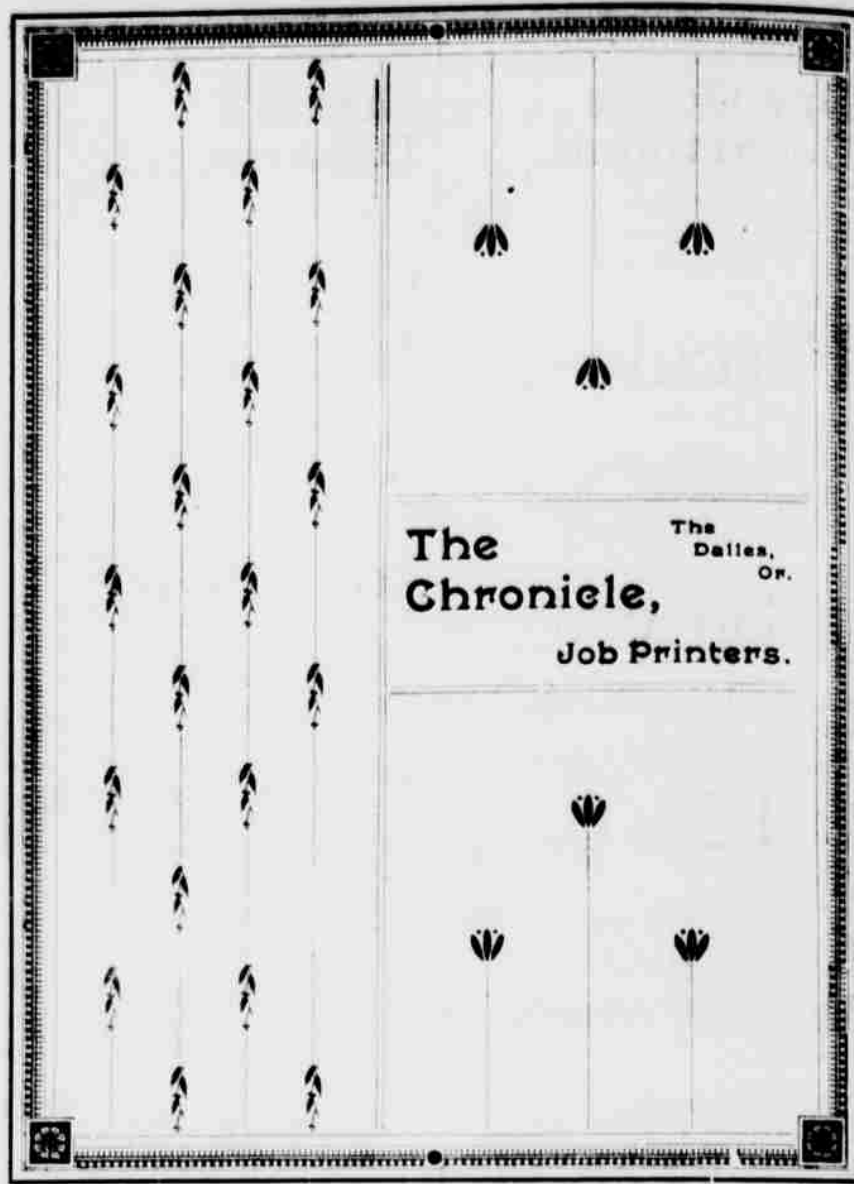 The
Chronicle,
The
Dalles,
Or.
Job Printers.